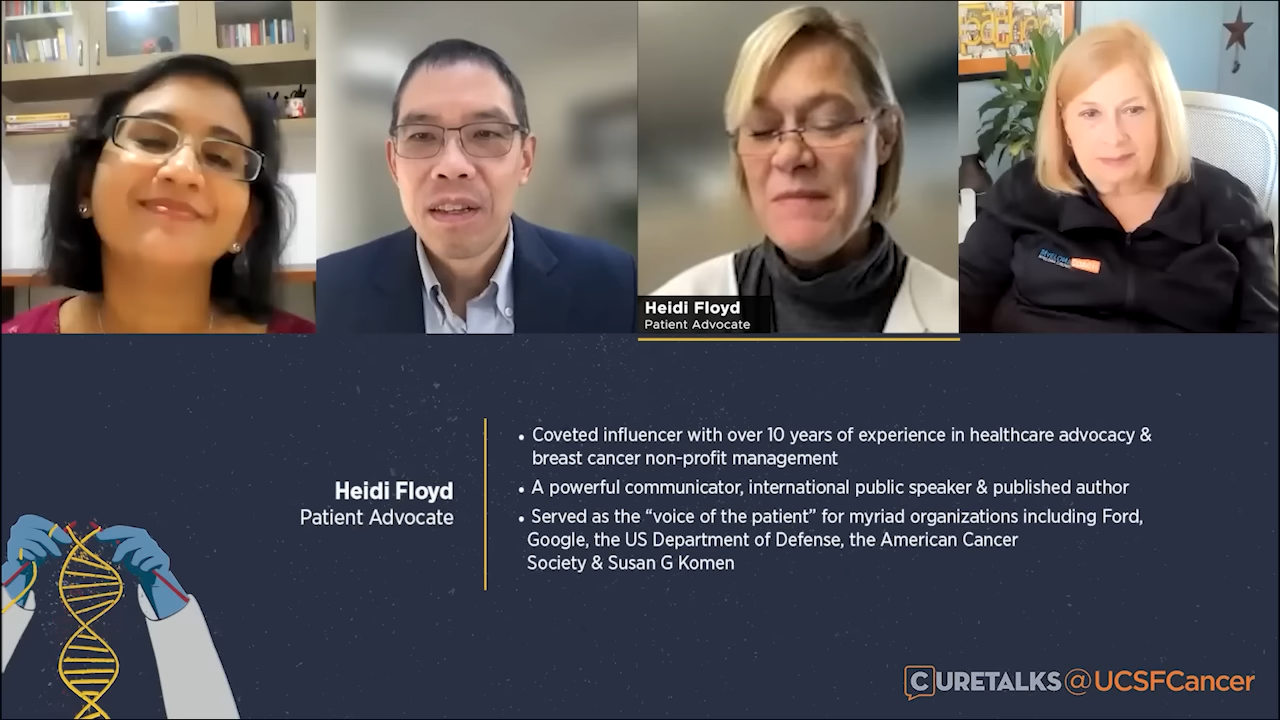 Heidi Floyd
Patient Advocate
• Coveted influencer with over 10 years of experience in healthcare advocacy &
breast cancer non-profit management
Heidi Floyd
Patient Advocate
• A powerful communicator, international public speaker & published author
• Served as the “voice of the patient” for myriad organizations including Ford,
Google, the US Department of Defense, the American Cancer
Society & Susan G Komen
CURETALKS@UCSFCancer